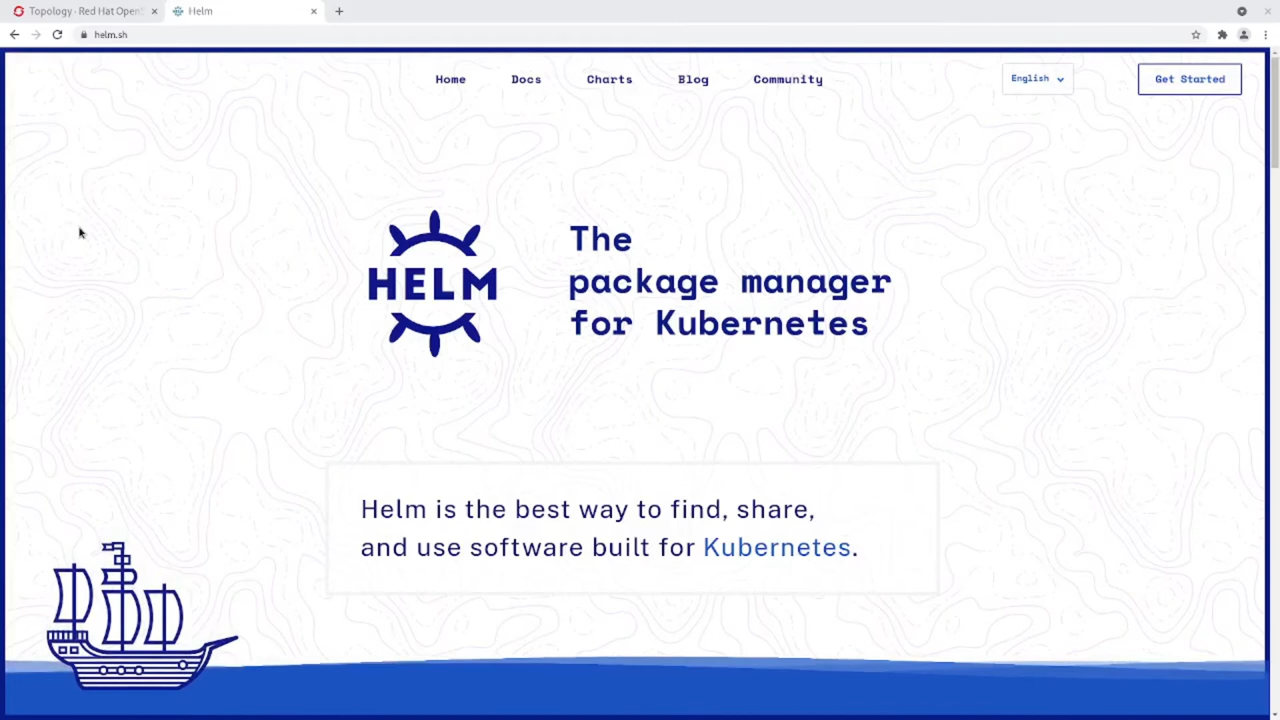 Topology - Red Hat Open
Helm
helm.sh
Home
Docs
Charts
Blog
Community
English
Get Started
HELM
The
package manager
for Kubernetes
Helm is the best way to find, share,
and use software built for Kubernetes.